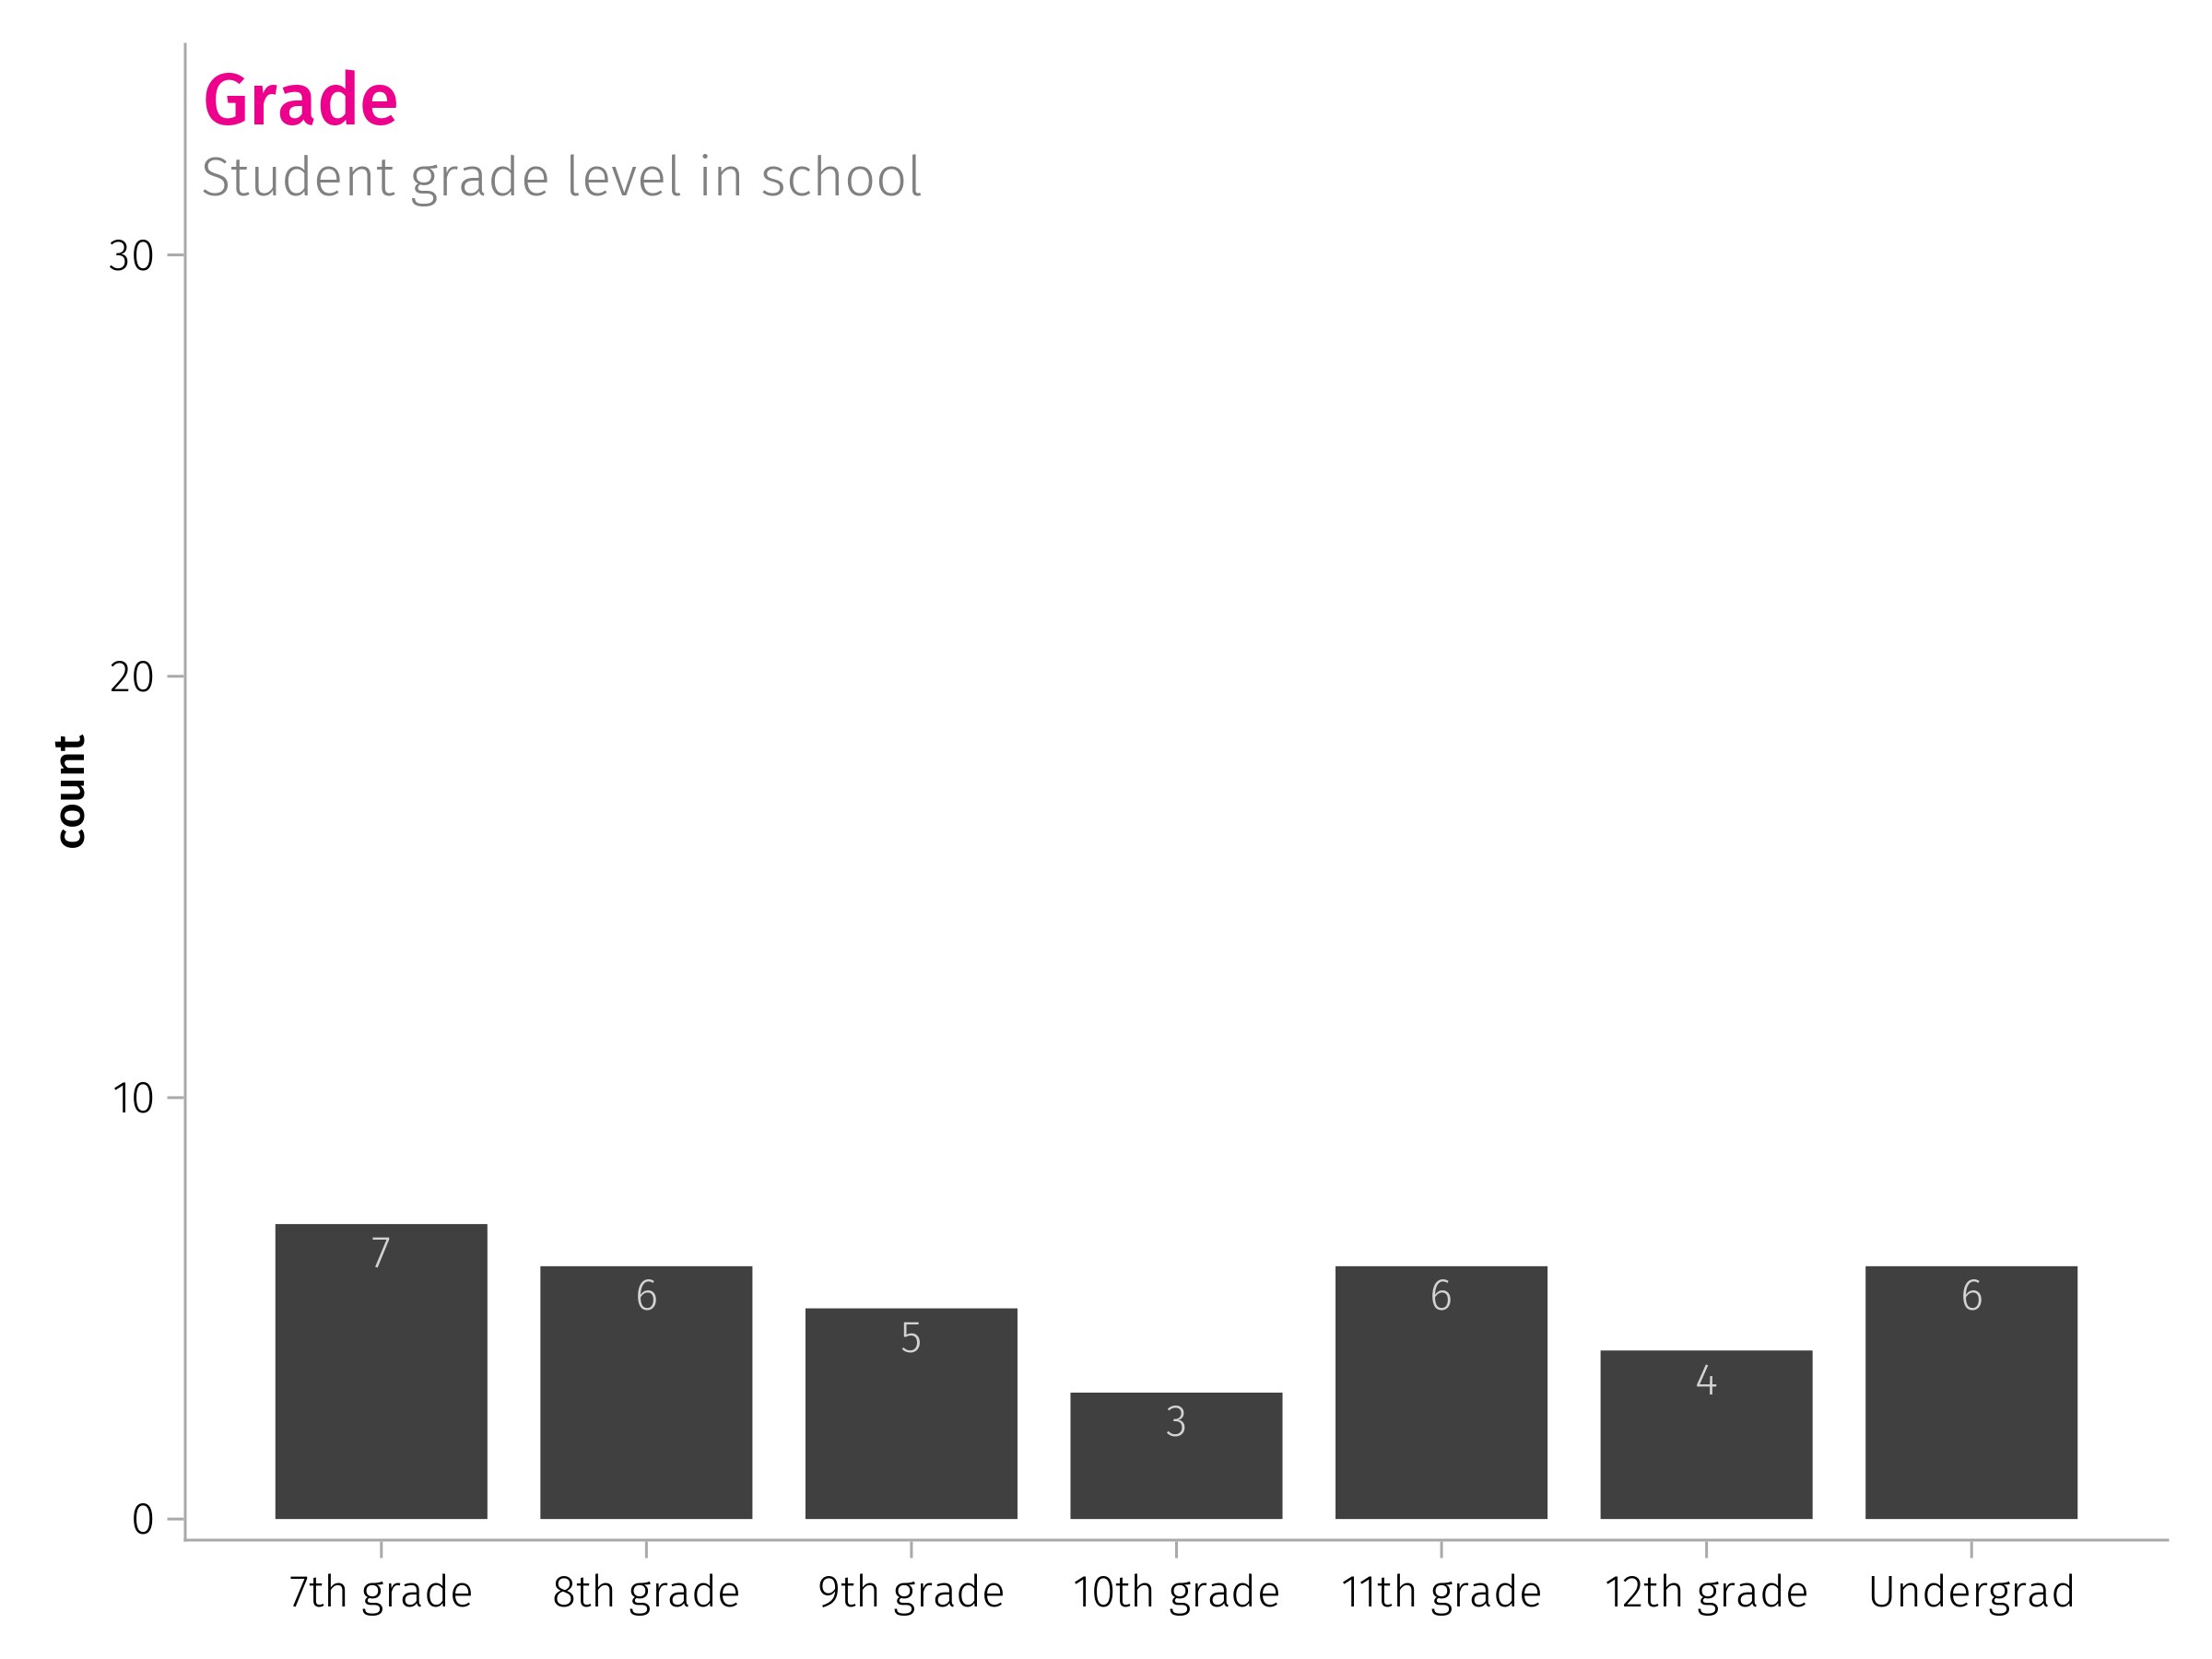 Grade
Student grade level in school
30
20
10
0
count
7
6
5
3
6
4
6
7th grade
8th grade
9th grade
10th grade
11th grade
12th grade
Undergrad